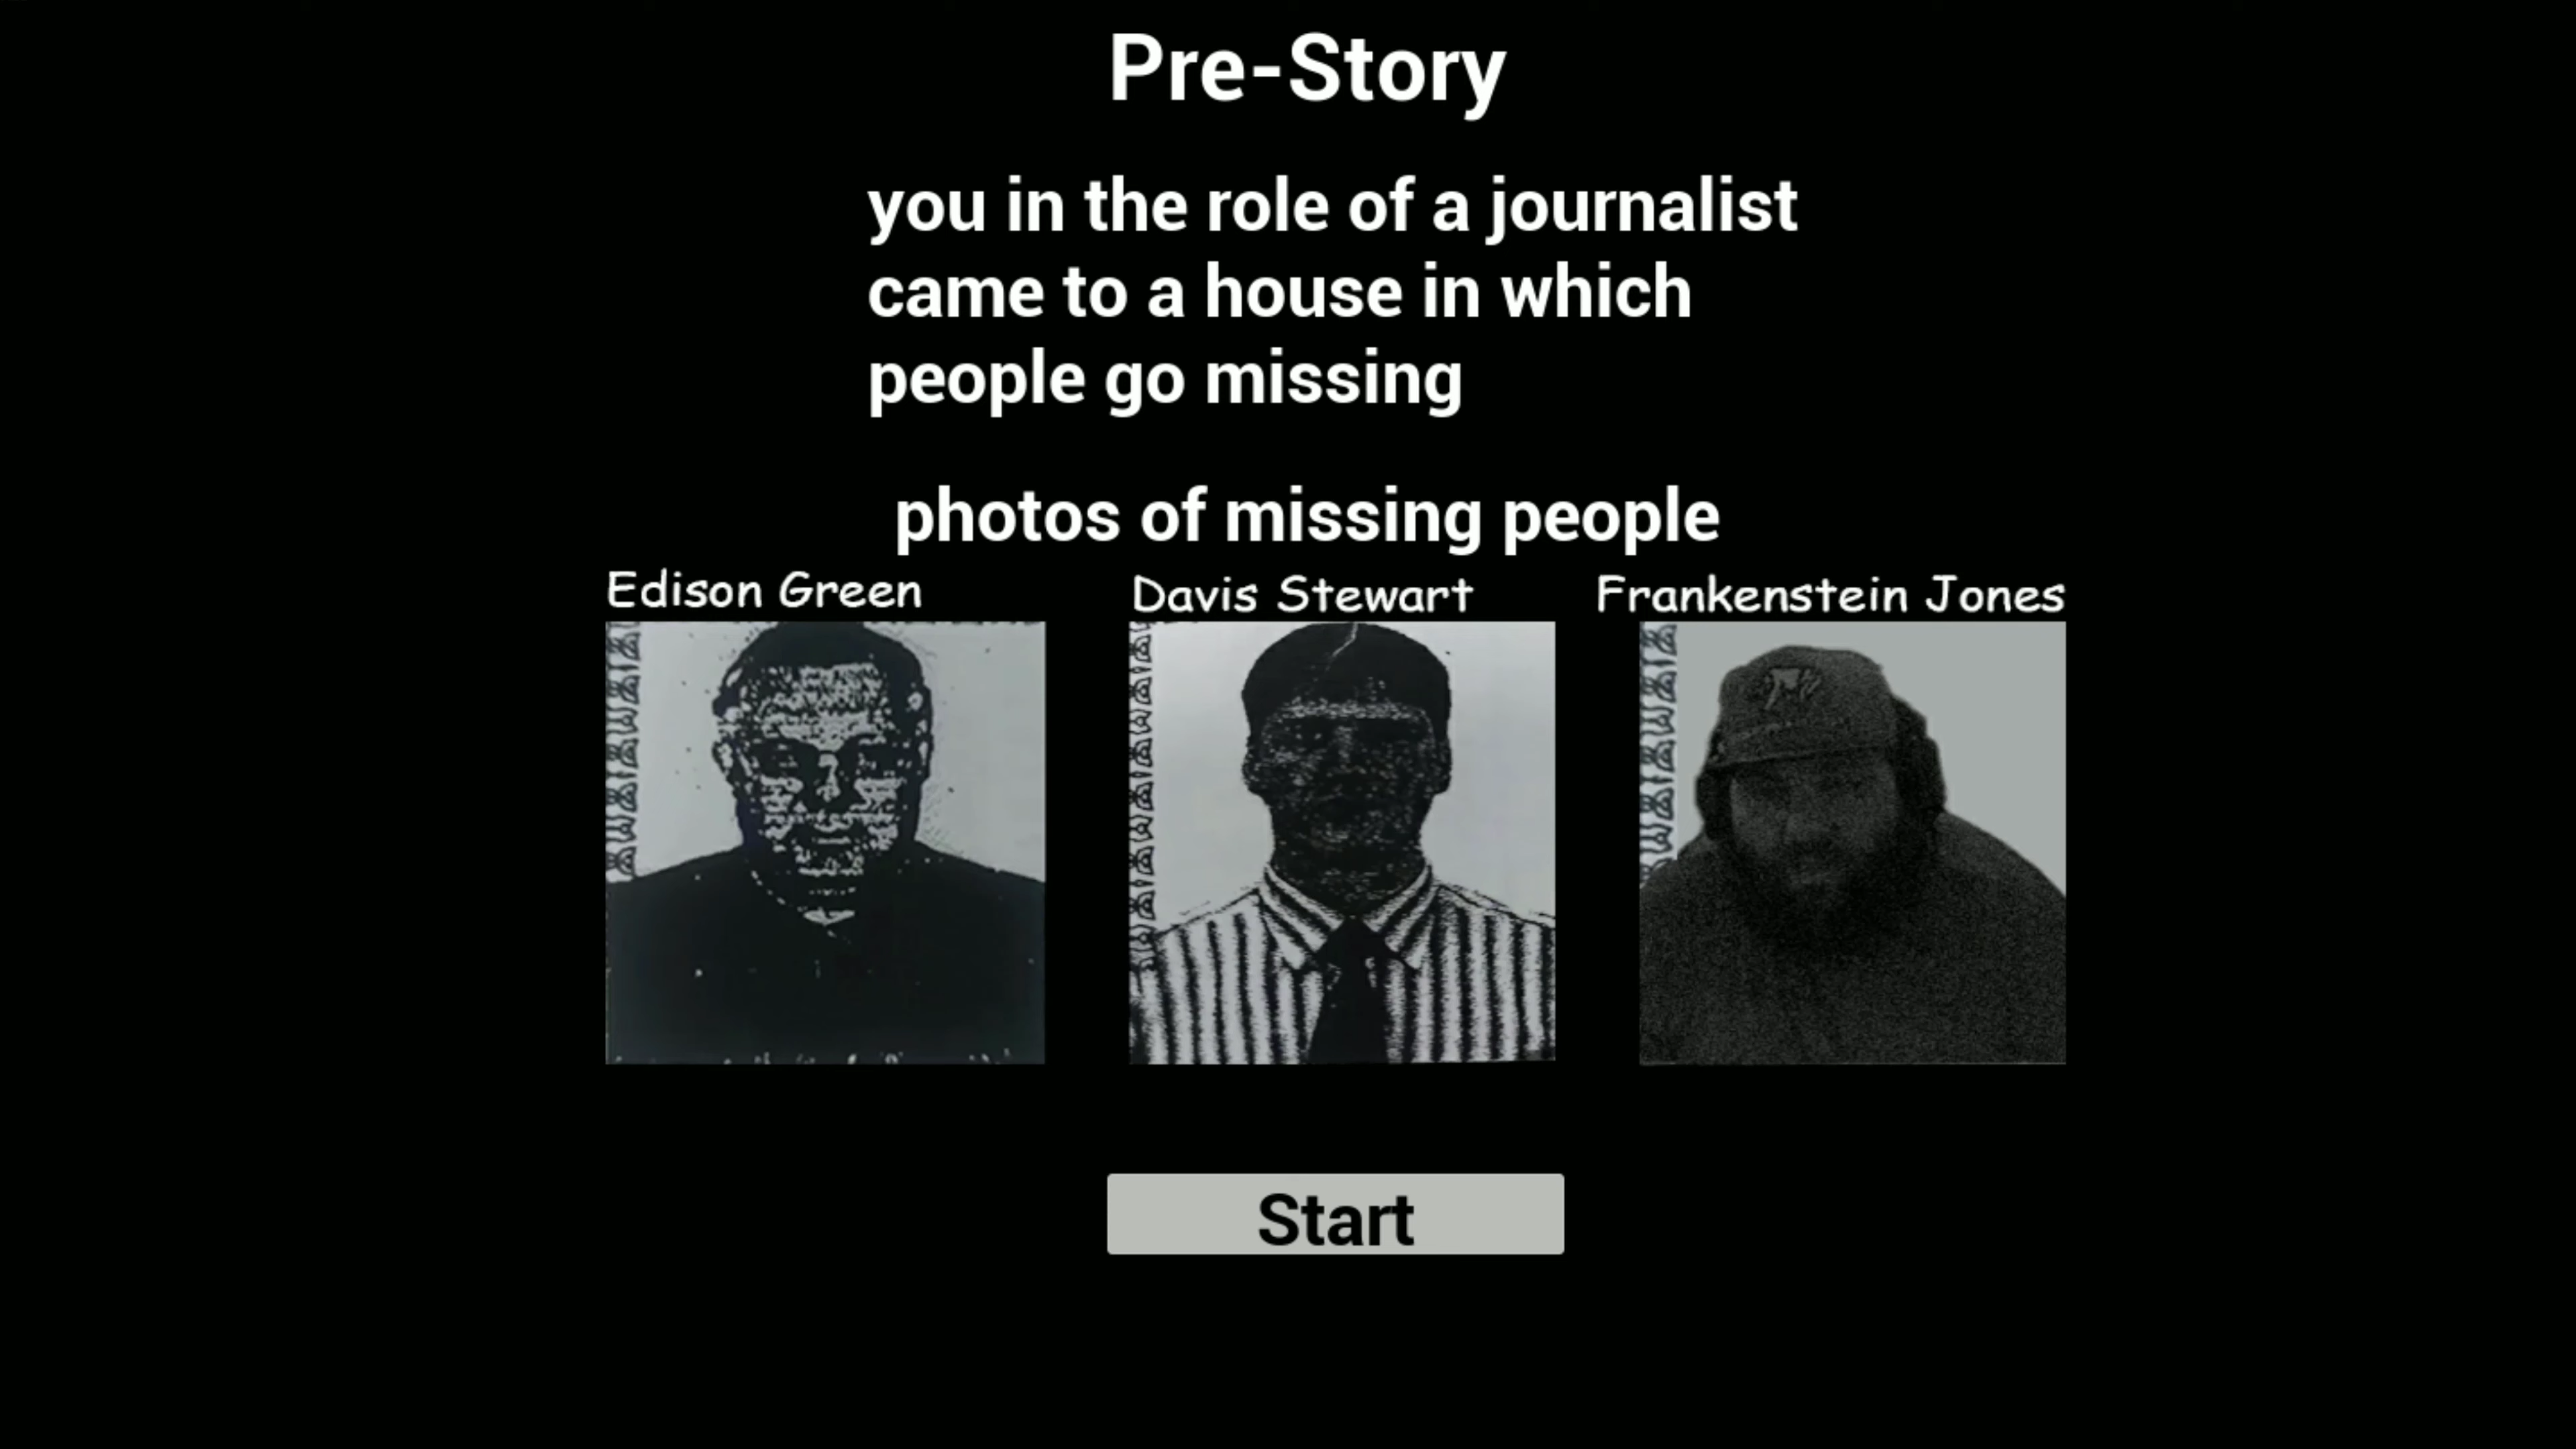 Pre-Story
you in the role of a journalist
came to a house in which
people go missing
photos of missing people
Edison Green
Davis Stewart
Frankenstein Jones
Start